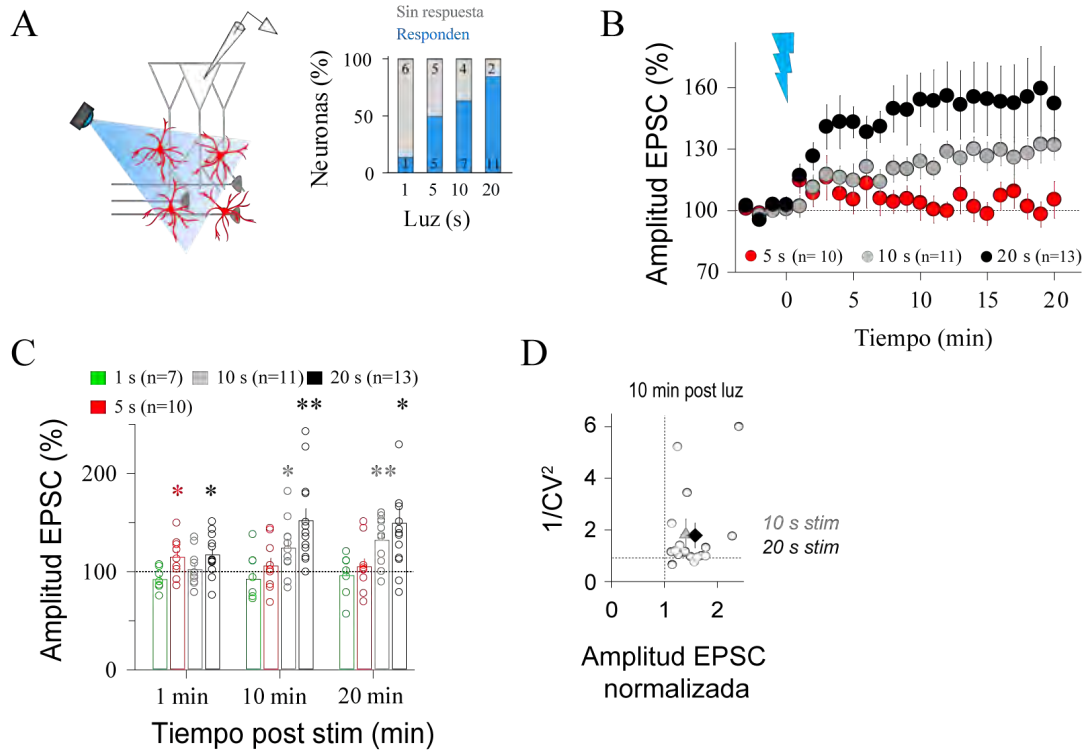 A
Sin respuesta
Responden
Neuronas (%)
100
50
0
6
5
4
2
1
5
7
11
1
5
10
20
Luz (s)
B
Amplitud EPSC (%)
160
130
100
70
5 s (n= 10)
10 s (n=11)
20 s (n=13)
0
5
10
15
20
Tiempo (min)
C
1 s (n=7)
10 s (n=11)
20 s (n=13)
5 s (n=10)
Amplitud EPSC (%)
200
100
0
*
*
*
**
**
*
1 min
10 min
20 min
Tiempo post stim (min)
D
10 min post luz
1/CV²
6
4
2
0
10 s stim
20 s stim
0
1
2
Amplitud EPSC
normalizada